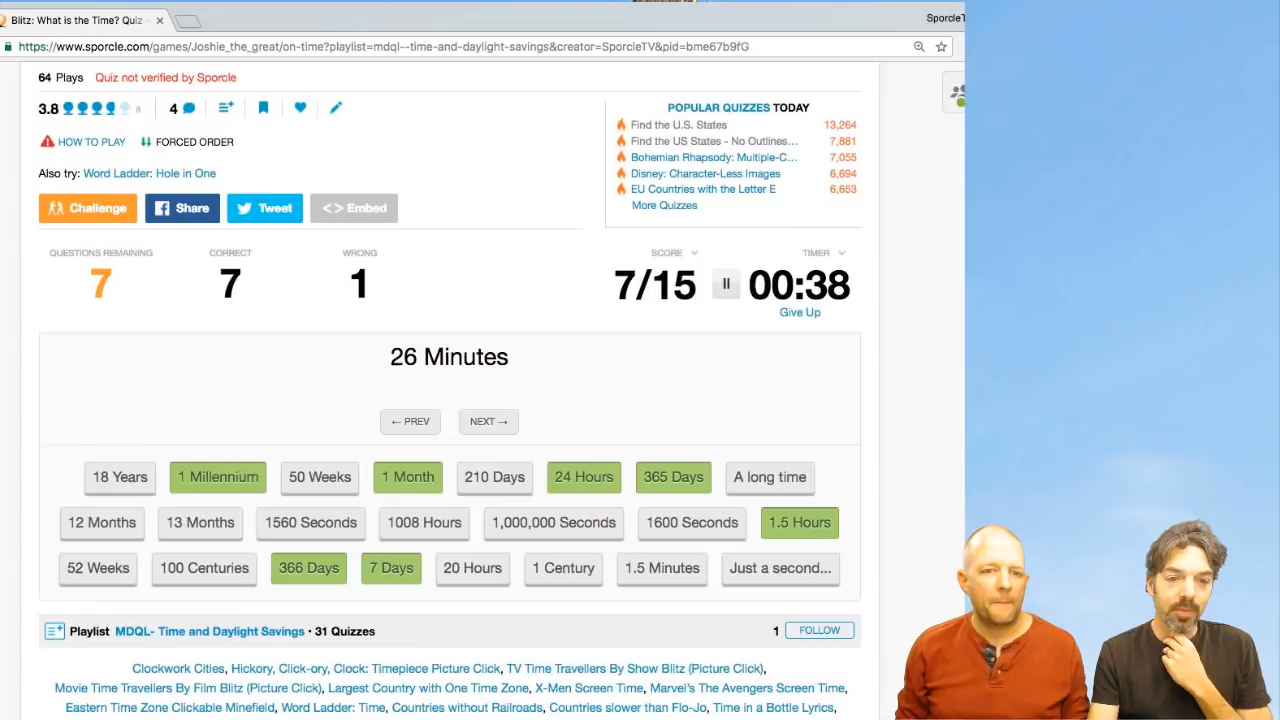 Blitz: What is the Time? Quiz -
SporcleT
https://www.sporcle.com/games/Joshie_the_great/on-time?playlist=mdql--time-and-daylight-savings&creator=SporcleTV&pid=bme67b9fG
64 Plays Quiz not verified by Sporcle
3.8 8 4
HOW TO PLAY FORCED ORDER
Also try: Word Ladder: Hole in One
Challenge Share Tweet <> Embed
POPULAR QUIZZES TODAY
Find the U.S. States 13,264
Find the US States - No Outlines... 7,881
Bohemian Rhapsody: Multiple-C... 7,055
Disney: Character-Less Images 6,694
EU Countries with the Letter E 6,653
More Quizzes
QUESTIONS REMAINING CORRECT WRONG SCORE TIMER
7 7 1 7/15 00:38
Give Up
26 Minutes
← PREV NEXT →
18 Years 1 Millennium 50 Weeks 1 Month 210 Days 24 Hours 365 Days A long time
12 Months 13 Months 1560 Seconds 1008 Hours 1,000,000 Seconds 1600 Seconds 1.5 Hours
52 Weeks 100 Centuries 366 Days 7 Days 20 Hours 1 Century 1.5 Minutes Just a second...
Playlist MDQL- Time and Daylight Savings • 31 Quizzes 1 FOLLOW
Clockwork Cities, Hickory, Click-ory, Clock: Timepiece Picture Click, TV Time Travellers By Show Blitz (Picture Click),
Movie Time Travellers By Film Blitz (Picture Click), Largest Country with One Time Zone, X-Men Screen Time, Marvel's The Avengers Screen Time,
Eastern Time Zone Clickable Minefield, Word Ladder: Time, Countries without Railroads, Countries slower than Flo-Jo, Time in a Bottle Lyrics,